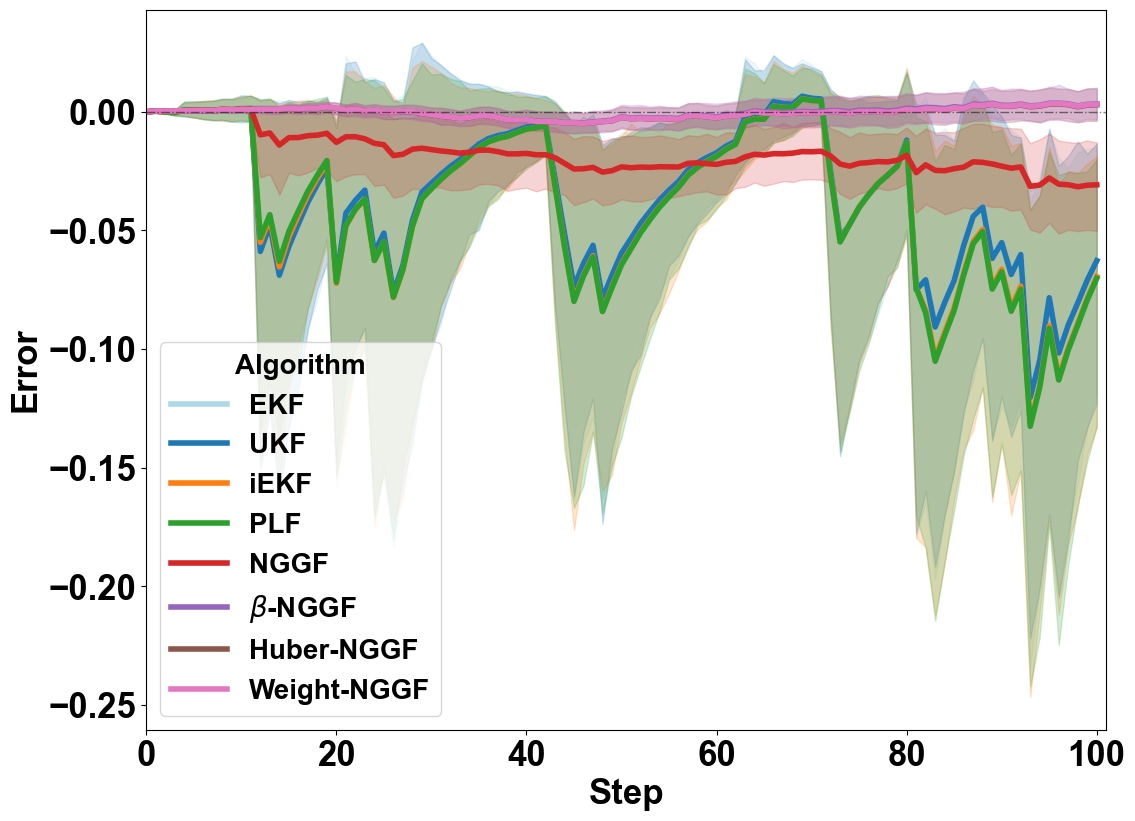 0.00
−0.05
−0.10
−0.15
−0.20
−0.25
Error
Algorithm
EKF
UKF
iEKF
PLF
NGGF
β-NGGF
Huber-NGGF
Weight-NGGF
0 20 40 60 80 100
Step